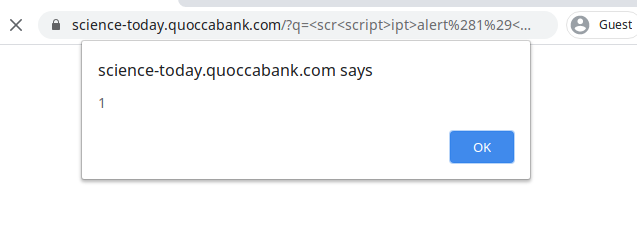 science-today.quoccabank.com/?q=<scr<script>ipt>alert%281%29<...
Guest
science-today.quoccabank.com says
1
OK